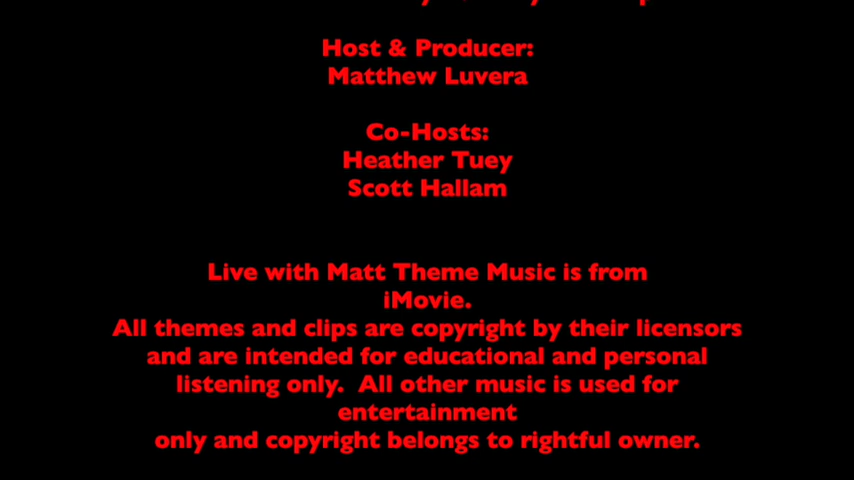 Host & Producer:
Matthew Luvera
Co-Hosts:
Heather Tuey
Scott Hallam
Live with Matt Theme Music is from
iMovie.
All themes and clips are copyright by their licensors
and are intended for educational and personal
listening only.  All other music is used for
entertainment
only and copyright belongs to rightful owner.